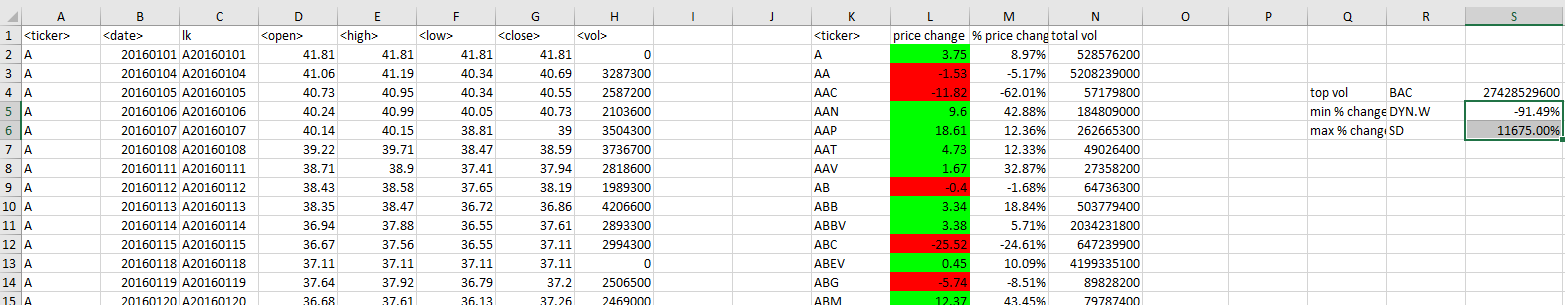 A B C D E F G H I J K L M N O P Q R S
1 <ticker> <date> lk <open> <high> <low> <close> <vol> <ticker> price change % price chang total vol
2 A 20160101 A20160101 41.81 41.81 41.81 41.81 0 A 3.75 8.97% 528576200
3 A 20160104 A20160104 41.06 41.19 40.34 40.69 3287300 AA -1.53 -5.17% 5208239000
4 A 20160105 A20160105 40.73 40.95 40.34 40.55 2587200 AAC -11.82 -62.01% 57179800 top vol BAC 27428529600
5 A 20160106 A20160106 40.24 40.99 40.05 40.73 2103600 AAN 9.6 42.88% 184809000 min % change DYN.W -91.49%
6 A 20160107 A20160107 40.14 40.15 38.81 39 3504300 AAP 18.61 12.36% 262665300 max % change SD 11675.00%
7 A 20160108 A20160108 39.22 39.71 38.47 38.59 3736700 AAT 4.73 12.33% 49026400
8 A 20160111 A20160111 38.71 38.9 37.41 37.94 2818600 AAV 1.67 32.87% 27358200
9 A 20160112 A20160112 38.43 38.58 37.65 38.19 1989300 AB -0.4 -1.68% 64736300
10 A 20160113 A20160113 38.35 38.47 36.72 36.86 4206600 ABB 3.34 18.84% 503779400
11 A 20160114 A20160114 36.94 37.88 36.55 37.61 2893300 ABBV 3.38 5.71% 2034231800
12 A 20160115 A20160115 36.67 37.56 36.55 37.11 2994300 ABC -25.52 -24.61% 647239900
13 A 20160118 A20160118 37.11 37.11 37.11 37.11 0 ABEV 0.45 10.09% 4199335100
14 A 20160119 A20160119 37.64 37.92 36.79 37.2 2506500 ABG -5.74 -8.51% 89828200
15 A 20160120 A20160120 36.68 37.61 36.13 37.26 2469000 ABM 12.37 43.45% 79787400